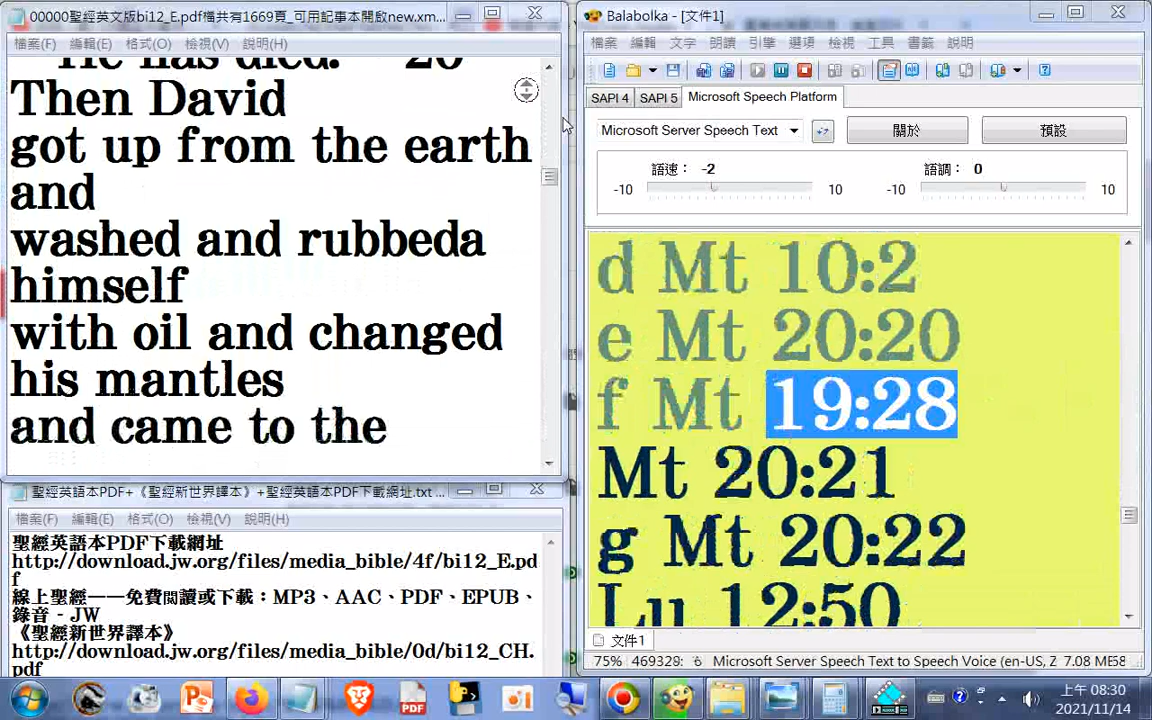 00000聖經英文版bi12_E.pdf檔共有1669頁_可用記事本開啟new.xm...
檔案(F) 編輯(E) 格式(O) 檢視(V) 說明(H)
"He has died." 20
Then David
got up from the earth
and
washed and rubbeda
himself
with oil and changed
his mantles
and came to the
聖經英語本PDF+《聖經新世界譯本》+聖經英語本PDF下載網址.txt ...
檔案(F) 編輯(E) 格式(O) 檢視(V) 說明(H)
聖經英語本PDF下載網址
http://download.jw.org/files/media_bible/4f/bi12_E.pd
f
線上聖經——免費閱讀或下載：MP3、AAC、PDF、EPUB、
錄音 - JW
《聖經新世界譯本》
http://download.jw.org/files/media_bible/0d/bi12_CH.
pdf
Balabolka - [文件1]
檔案 編輯 文字 朗讀 引擎 選項 檢視 工具 書籤 說明
SAPI 4 SAPI 5 Microsoft Speech Platform
Microsoft Server Speech Text 關於 預設
語速： -2 語調： 0
-10 10 -10 10
d Mt 10:2
e Mt 20:20
f Mt 19:28
Mt 20:21
g Mt 20:22
Lu 12:50
文件1
75% 469328: Microsoft Server Speech Text to Speech Voice (en-US, Z 7.08 ME
上午 08:30
2021/11/14